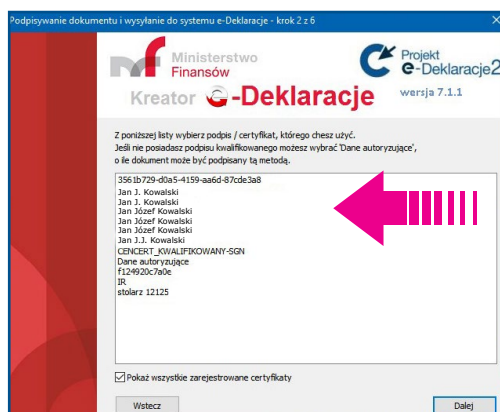 Podpisywanie dokumentu i wysyłanie do systemu e-Deklaracje - krok 2 z 6
Ministerstwo
Finansów
Projekt
e-Deklaracje2
Kreator e-Deklaracje
wersja 7.1.1
Z poniższej listy wybierz podpis / certyfikat, którego chesz użyć.
Jeśli nie posiadasz podpisu kwalifikowanego możesz wybrać 'Dane autoryzujące',
o ile dokument może być podpisany tą metodą.
3561b729-d0a5-4159-aa6d-87cde3a8
Jan J. Kowalski
Jan J. Kowalski
Jan Józef Kowalski
Jan Józef Kowalski
Jan Józef Kowalski
Jan J.J. Kowalski
CENCERT_KWALIFIKOWANY-SGN
Dane autoryzujące
f124920c7a0e
IR
stolarz 12125
Pokaż wszystkie zarejestrowane certyfikaty
Wstecz
Dalej